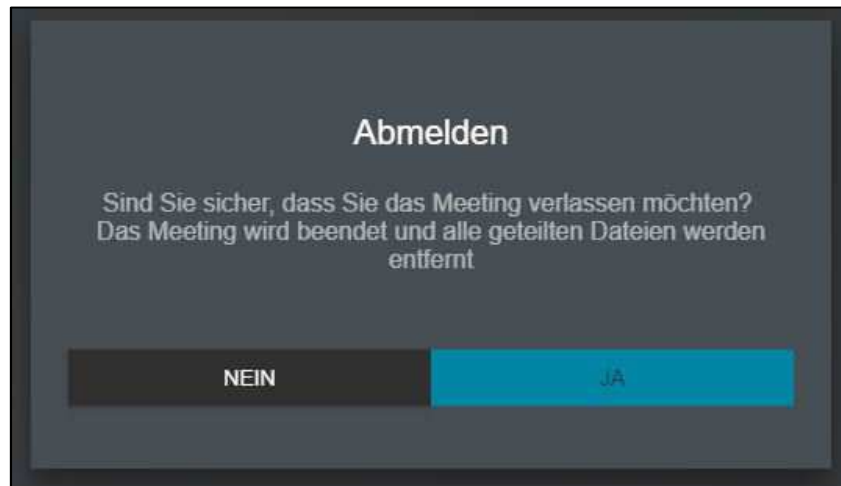 Abmelden
Sind Sie sicher, dass Sie das Meeting verlassen möchten?
Das Meeting wird beendet und alle geteilten Dateien werden
entfernt
NEIN
JA